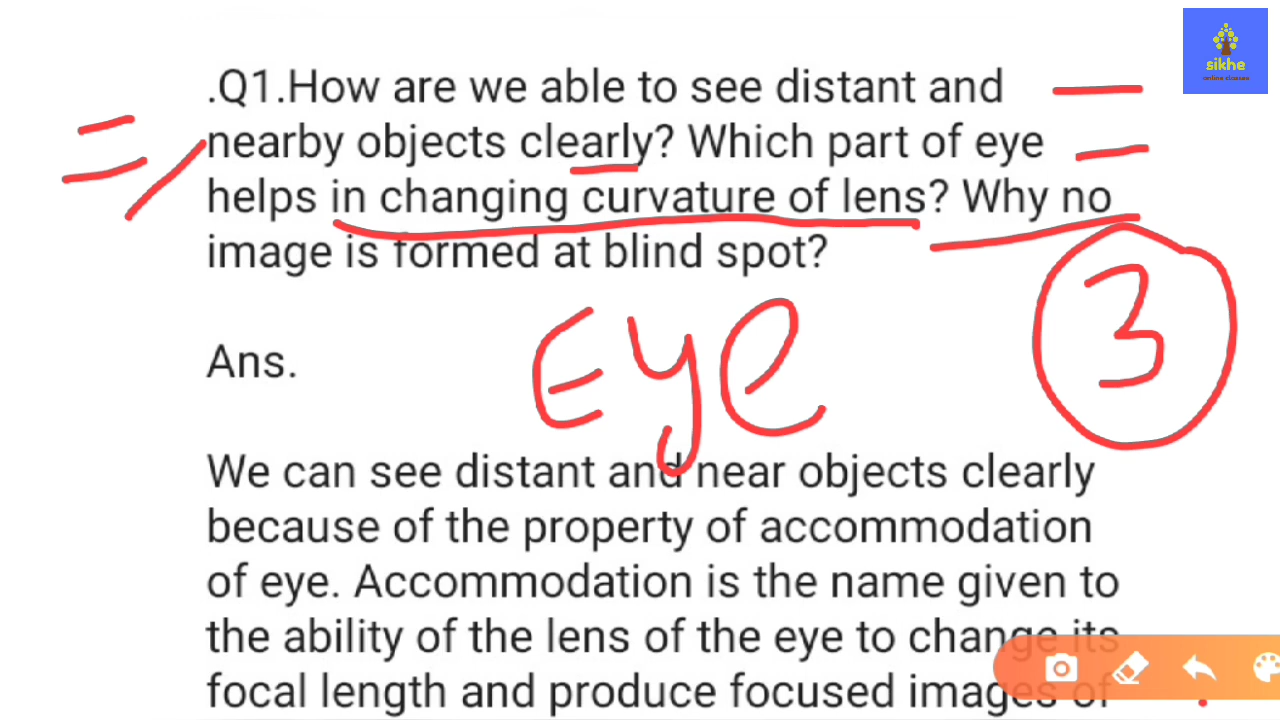 sikhe
online classes
.Q1.How are we able to see distant and
nearby objects clearly? Which part of eye
helps in changing curvature of lens? Why no
image is formed at blind spot?
3
Eye
Ans.
We can see distant and near objects clearly
because of the property of accommodation
of eye. Accommodation is the name given to
the ability of the lens of the eye to change its
focal length and produce focused images of